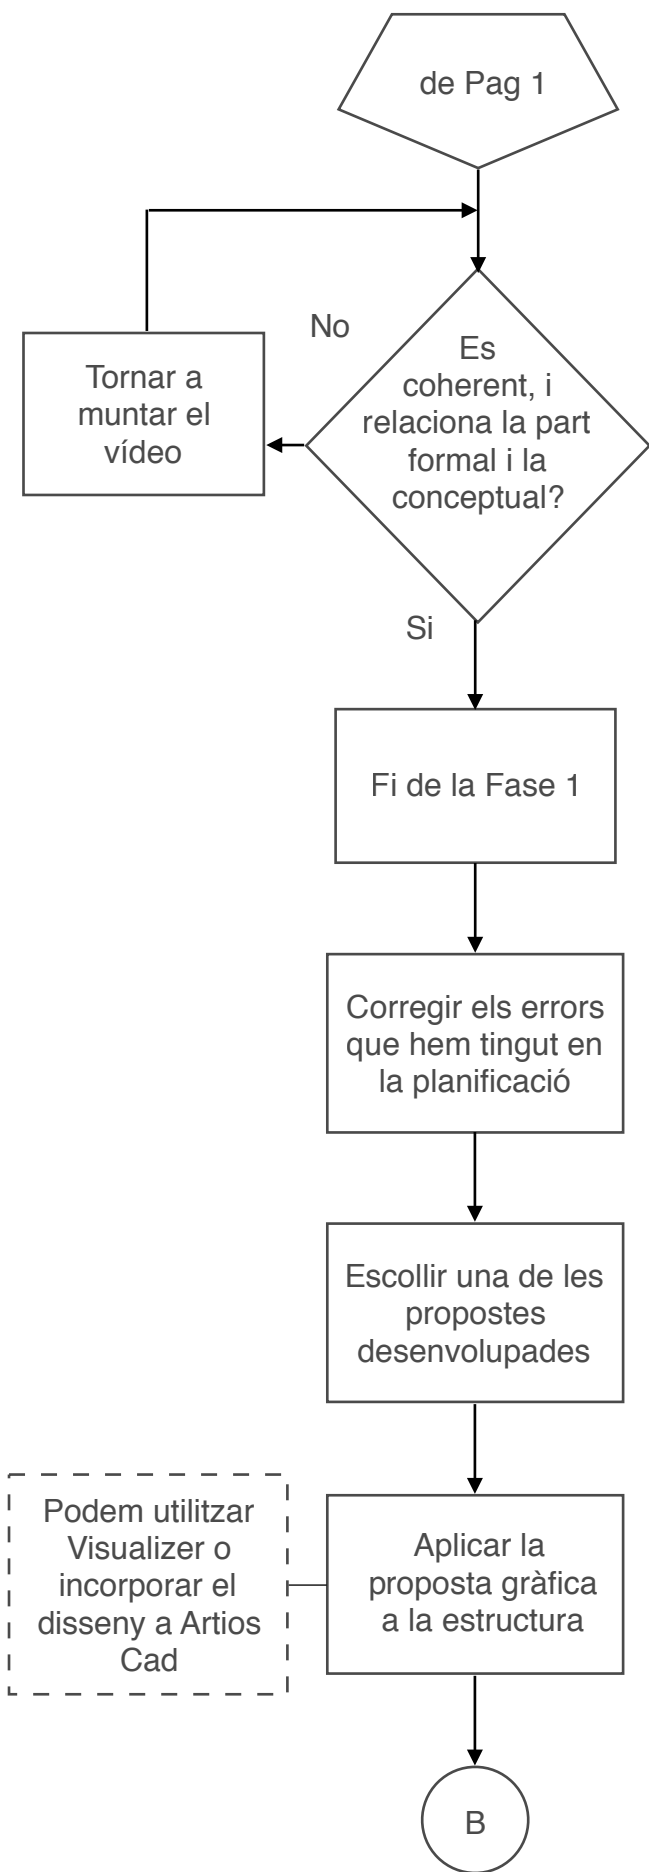 de Pag 1
No
Es
coherent, i
relaciona la part
formal i la
conceptual?
Tornar a
muntar el
vídeo
Si
Fi de la Fase 1
Corregir els errors
que hem tingut en
la planificació
Escollir una de les
propostes
desenvolupades
Podem utilitzar
Visualizer o
incorporar el
disseny a Artios
Cad
Aplicar la
proposta gràfica
a la estructura
B